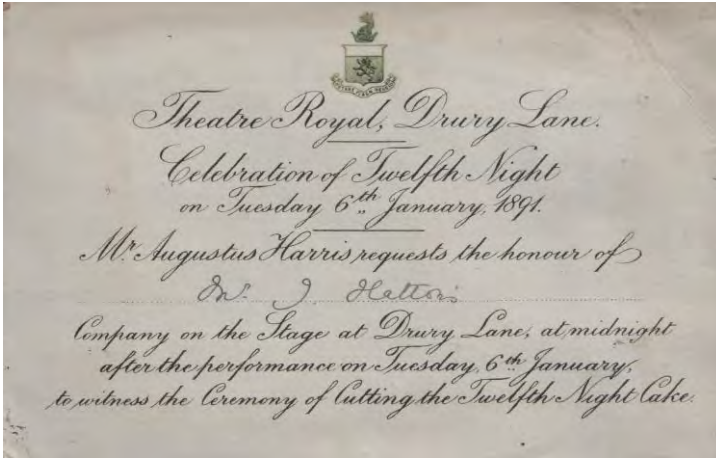 Theatre Royal, Drury Lane.
Celebration of Twelfth Night
on Tuesday 6th January, 1891.
Mr Augustus Harris requests the honour of
Mr. J. Hatton's
Company on the Stage at Drury Lane, at midnight
after the performance on Tuesday, 6th January,
to witness the Ceremony of Cutting the Twelfth Night Cake.